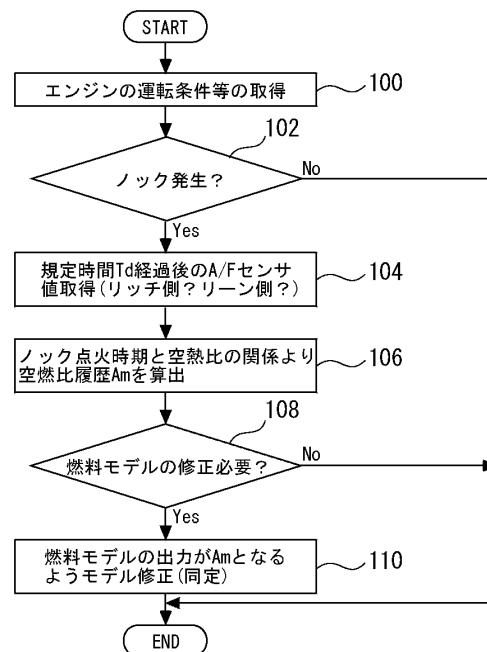 START
エンジンの運転条件等の取得
100
102
ノック発生?
No
Yes
規定時間Td経過後のA/Fセンサ
値取得(リッチ側?リーン側?)
104
ノック点火時期と空熱比の関係より
空燃比履歴Amを算出
106
108
燃料モデルの修正必要?
No
Yes
燃料モデルの出力がAmとなる
ようモデル修正(同定)
110
END